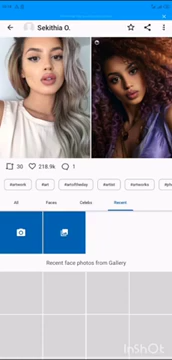 Sekithia O.
30 218.9k 1
#artwork #art #artoftheday #artist #artworks
All Faces Celebs Recent
Recent face photos from Gallery
InShOt